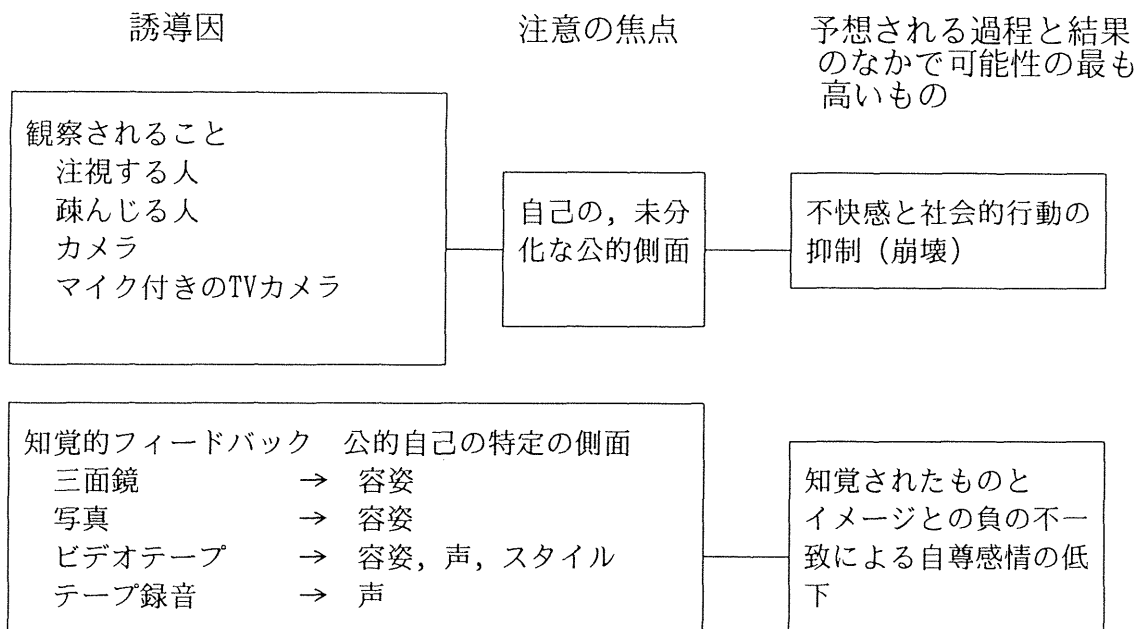 誘導因 注意の焦点 予想される過程と結果
のなかで可能性の最も
高いもの
観察されること
注視する人
疎んじる人
カメラ
マイク付きのTVカメラ
自己の，未分
化な公的側面
不快感と社会的行動の
抑制（崩壊）
知覚的フィードバック 公的自己の特定の側面
三面鏡 → 容姿
写真 → 容姿
ビデオテープ → 容姿，声，スタイル
テープ録音 → 声
知覚されたものと
イメージとの負の不一
致による自尊感情の低
下